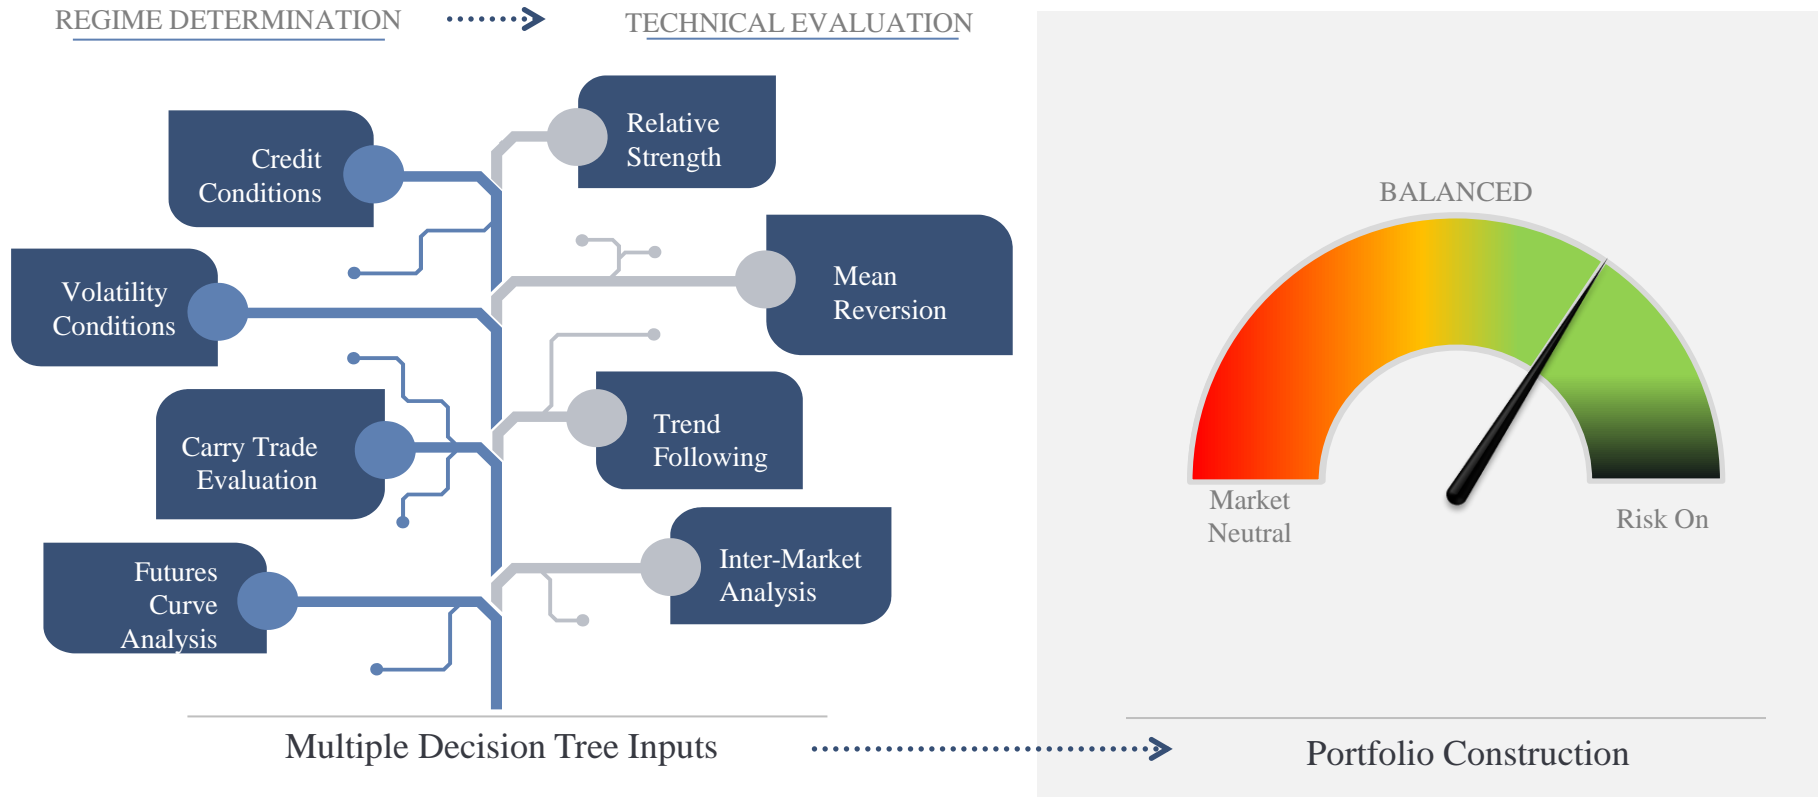 REGIME DETERMINATION
TECHNICAL EVALUATION
Credit
Conditions
Volatility
Conditions
Carry Trade
Evaluation
Futures
Curve
Analysis
Relative
Strength
Mean
Reversion
Trend
Following
Inter-Market
Analysis
Multiple Decision Tree Inputs
BALANCED
Market
Neutral
Risk On
Portfolio Construction